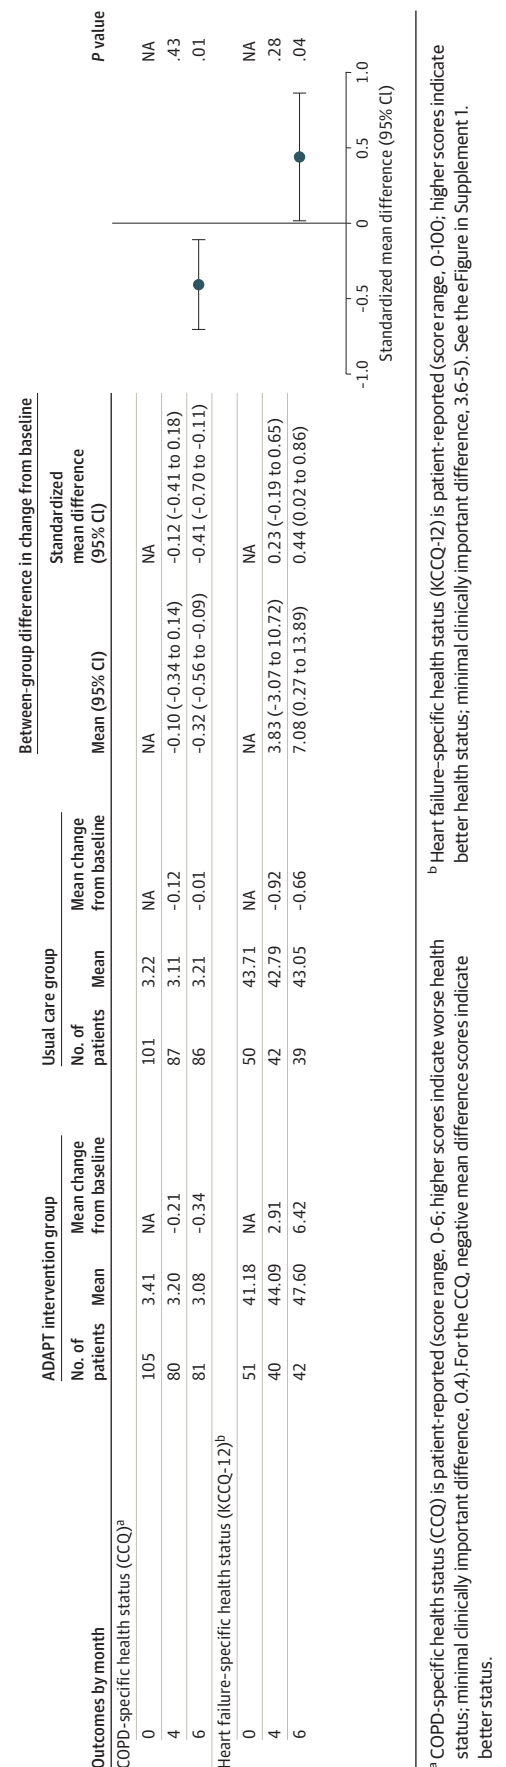 Between-group difference in change from baseline
ADAPT intervention group Usual care group Standardized
No. of Mean change No. of Mean change mean difference
Outcomes by month patients Mean from baseline patients Mean from baseline Mean (95% CI) (95% CI) P value
COPD-specific health status (CCQ)a
0 105 3.41 NA 101 3.22 NA NA NA NA
4 80 3.20 −0.21 87 3.11 −0.12 −0.10 (−0.34 to 0.14) −0.12 (−0.41 to 0.18) .43
6 81 3.08 −0.34 86 3.21 −0.01 −0.32 (−0.56 to −0.09) −0.41 (−0.70 to −0.11) .01
Heart failure–specific health status (KCCQ-12)b
0 51 41.18 NA 50 43.71 NA NA NA NA
4 40 44.09 2.91 42 42.79 −0.92 3.83 (−3.07 to 10.72) 0.23 (−0.19 to 0.65) .28
6 42 47.60 6.42 39 43.05 −0.66 7.08 (0.27 to 13.89) 0.44 (0.02 to 0.86) .04
−1.0 −0.5 0 0.5 1.0
Standardized mean difference (95% CI)
a COPD-specific health status (CCQ) is patient-reported (score range, 0-6; higher scores indicate worse health
status; minimal clinically important difference, 0.4). For the CCQ, negative mean difference scores indicate
better status.
b Heart failure–specific health status (KCCQ-12) is patient-reported (score range, 0-100; higher scores indicate
better health status; minimal clinically important difference, 3.6-5). See the eFigure in Supplement 1.